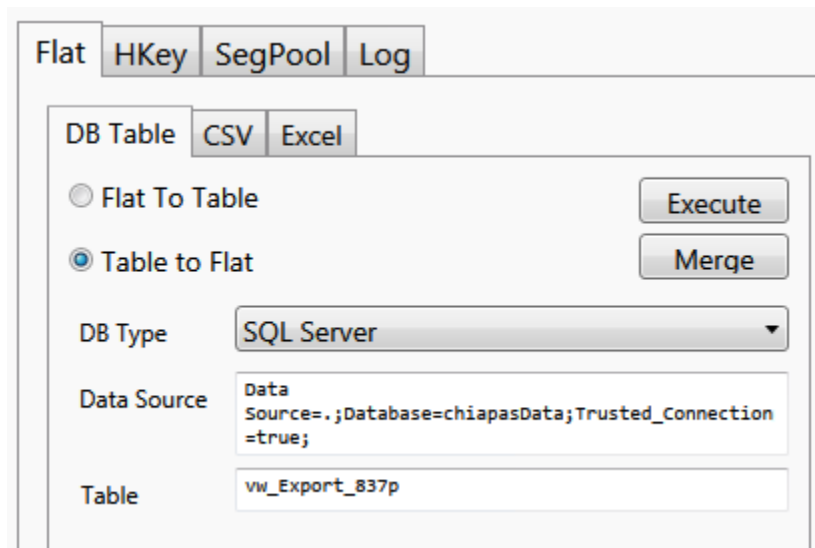 Flat HKey SegPool Log
DB Table CSV Excel
Flat To Table Execute
Table to Flat Merge
DB Type SQL Server
Data Source Data
Source=.;Database=chiapasData;Trusted_Connection
=true;
Table vw_Export_837p